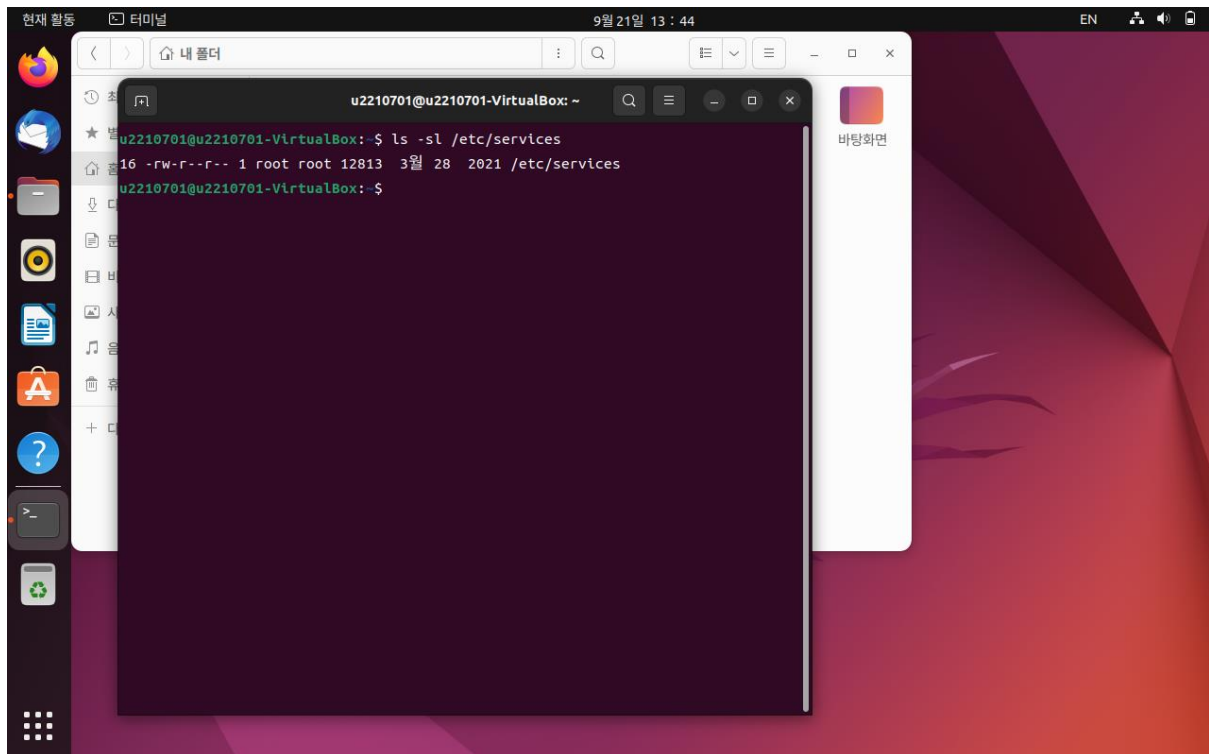 현재 활동 터미널 9월 21일 13 : 44 EN
내 폴더
u2210701@u2210701-VirtualBox: ~
u2210701@u2210701-VirtualBox:~$ ls -sl /etc/services
16 -rw-r--r-- 1 root root 12813 3월 28 2021 /etc/services
u2210701@u2210701-VirtualBox:~$
바탕화면